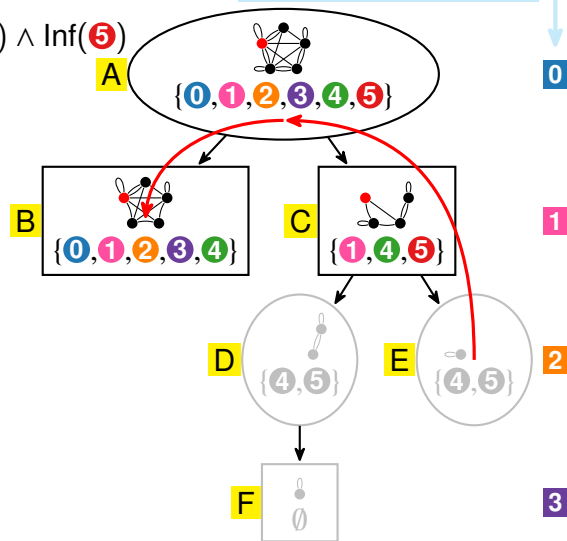 ) ∧ Inf(5)
A
{0,1,2,3,4,5}
0
B
{0,1,2,3,4}
C
{1,4,5}
1
D
{4,5}
E
{4,5}
2
F
∅
3